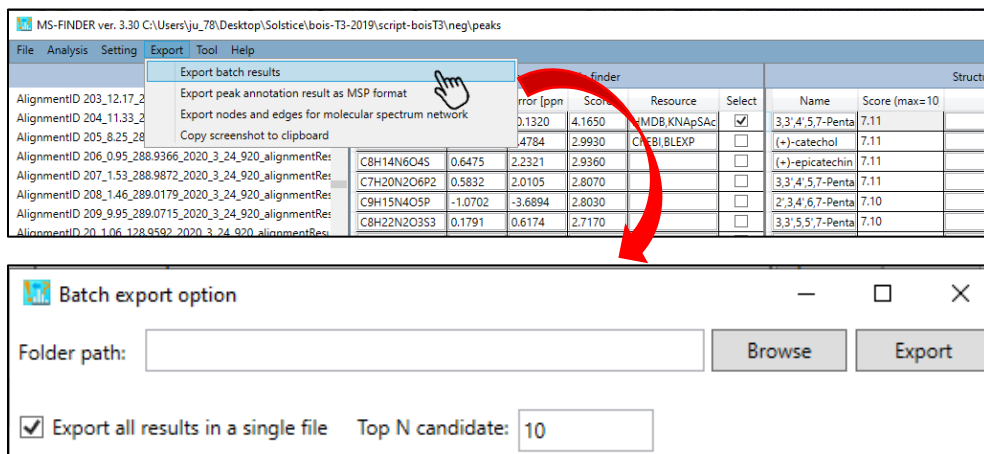 MS-FINDER ver. 3.30 C:\Users\ju_78\Desktop\Solstice\bois-T3-2019\script-boisT3\neg\peaks
File Analysis Setting Export Tool Help
Export batch results
Export peak annotation result as MSP format
Export nodes and edges for molecular spectrum network
Copy screenshot to clipboard
finder Structu
AlignmentID 203_12.17_2 rror [ppn Score Resource Select Name Score (max=10
AlignmentID 204_11.33_2 0.1320 4.1650 HMDB,KNApSAc 3,3',4',5,7-Penta 7.11
AlignmentID 205_8.25_28 .4784 2.9930 ChEBI,BLEXP (+)-catechol 7.11
AlignmentID 206_0.95_288.9366_2020_3_24_920_alignmentRes C8H14N6O4S 0.6475 2.2321 2.9360 (+)-epicatechin 7.11
AlignmentID 207_1.53_288.9872_2020_3_24_920_alignmentRes C7H20N2O6P2 0.5832 2.0105 2.8070 3,3',4',5,7-Penta 7.11
AlignmentID 208_1.46_289.0179_2020_3_24_920_alignmentRes C9H15N4O5P -1.0702 -3.6894 2.8030 2',3,4',6,7-Penta 7.10
AlignmentID 209_9.95_289.0715_2020_3_24_920_alignmentRes C8H22N2O3S3 0.1791 0.6174 2.7170 3,3',5,5',7-Penta 7.10
AlignmentID 20_1.06_128.9592_2020_3_24_920_alignmentResu
Batch export option
Folder path: Browse Export
Export all results in a single file Top N candidate: 10